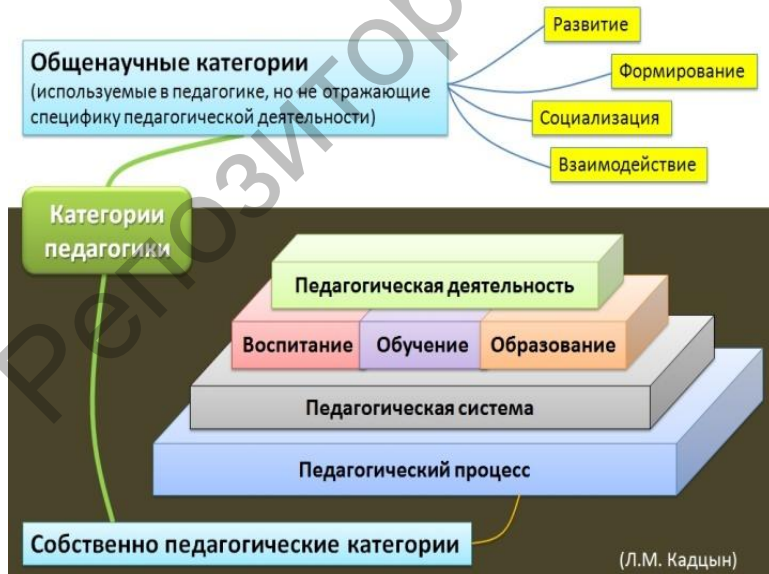 Общенаучные категории
(используемые в педагогике, но не отражающие
специфику педагогической деятельности)
Развитие
Формирование
Социализация
Взаимодействие
Категории
педагогики
Педагогическая деятельность
Воспитание
Обучение
Образование
Педагогическая система
Педагогический процесс
Собственно педагогические категории
(Л.М. Кадцын)
Репозитор